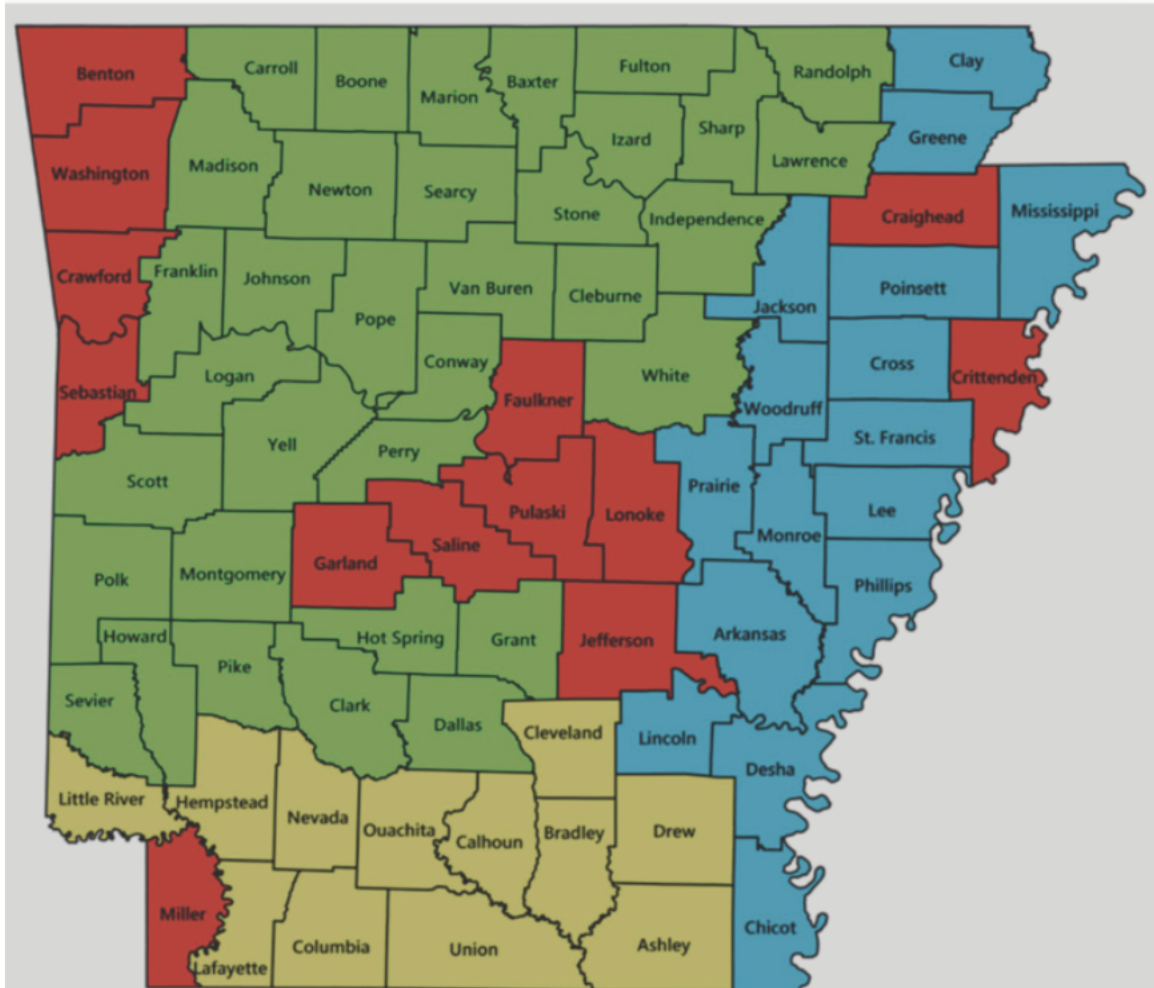 Benton
Carroll
Boone
Marion
Baxter
Fulton
Randolph
Clay
Greene
Washington
Madison
Newton
Searcy
Izard
Sharp
Lawrence
Stone
Independence
Craighead
Mississippi
Crawford
Franklin
Johnson
Pope
Van Buren
Cleburne
Jackson
Poinsett
Sebastian
Logan
Conway
Faulkner
White
Woodruff
Cross
Crittenden
Scott
Yell
Perry
Pulaski
Lonoke
Prairie
St. Francis
Lee
Monroe
Polk
Montgomery
Garland
Saline
Phillips
Howard
Pike
Hot Spring
Grant
Jefferson
Arkansas
Sevier
Clark
Dallas
Cleveland
Lincoln
Desha
Little River
Hempstead
Nevada
Ouachita
Calhoun
Bradley
Drew
Miller
Lafayette
Columbia
Union
Ashley
Chicot